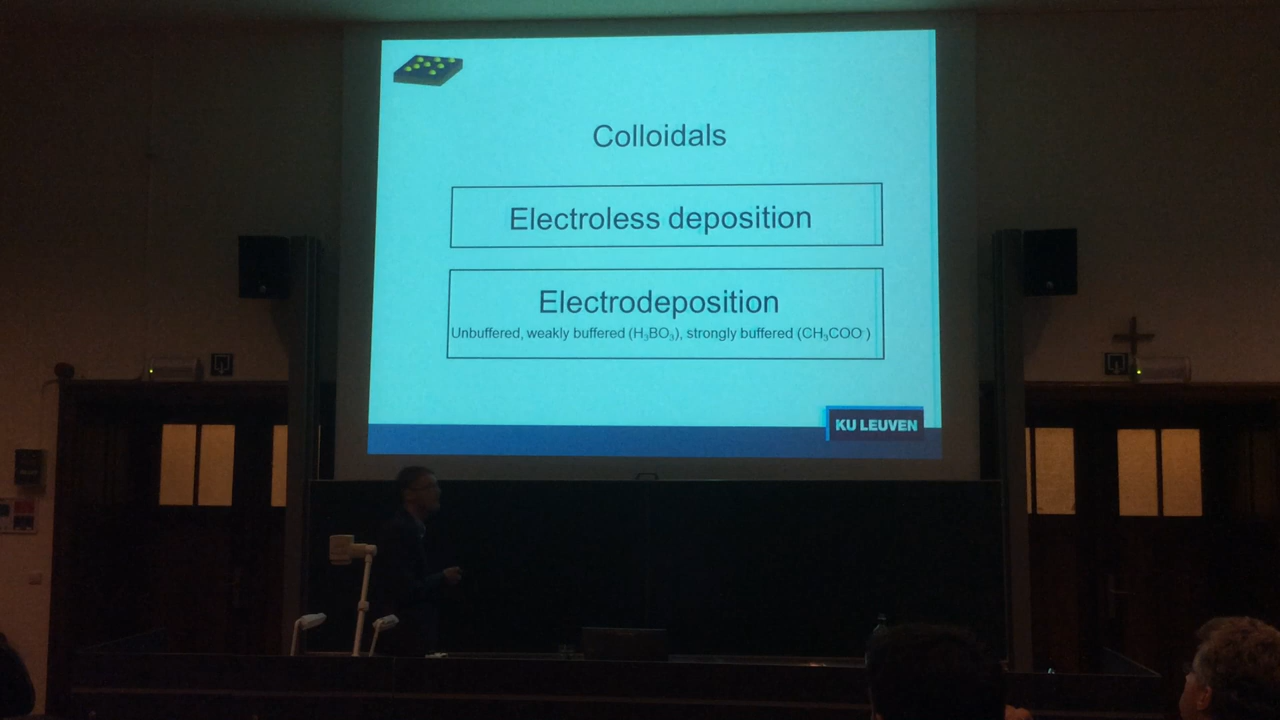 Colloidals
Electroless deposition
Electrodeposition
Unbuffered, weakly buffered (H₃BO₃), strongly buffered (CH₃COO⁻)
KU LEUVEN